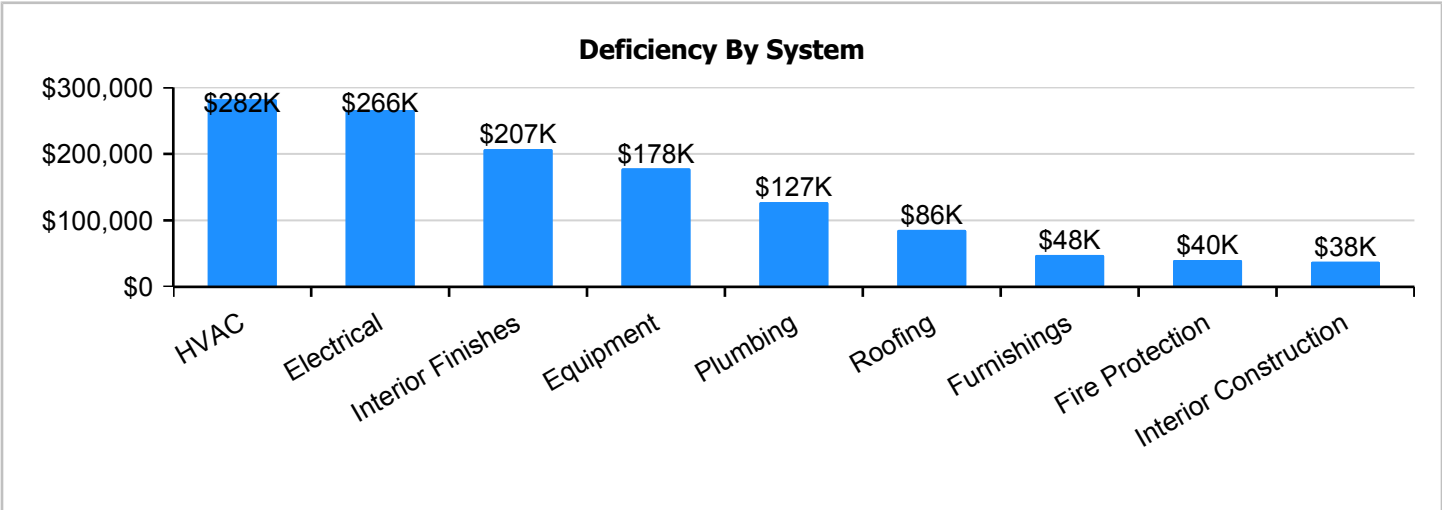 Deficiency By System
$300,000
$200,000
$100,000
$0
$282K
$266K
$207K
$178K
$127K
$86K
$48K
$40K
$38K
HVAC
Electrical
Interior Finishes
Equipment
Plumbing
Roofing
Furnishings
Fire Protection
Interior Construction